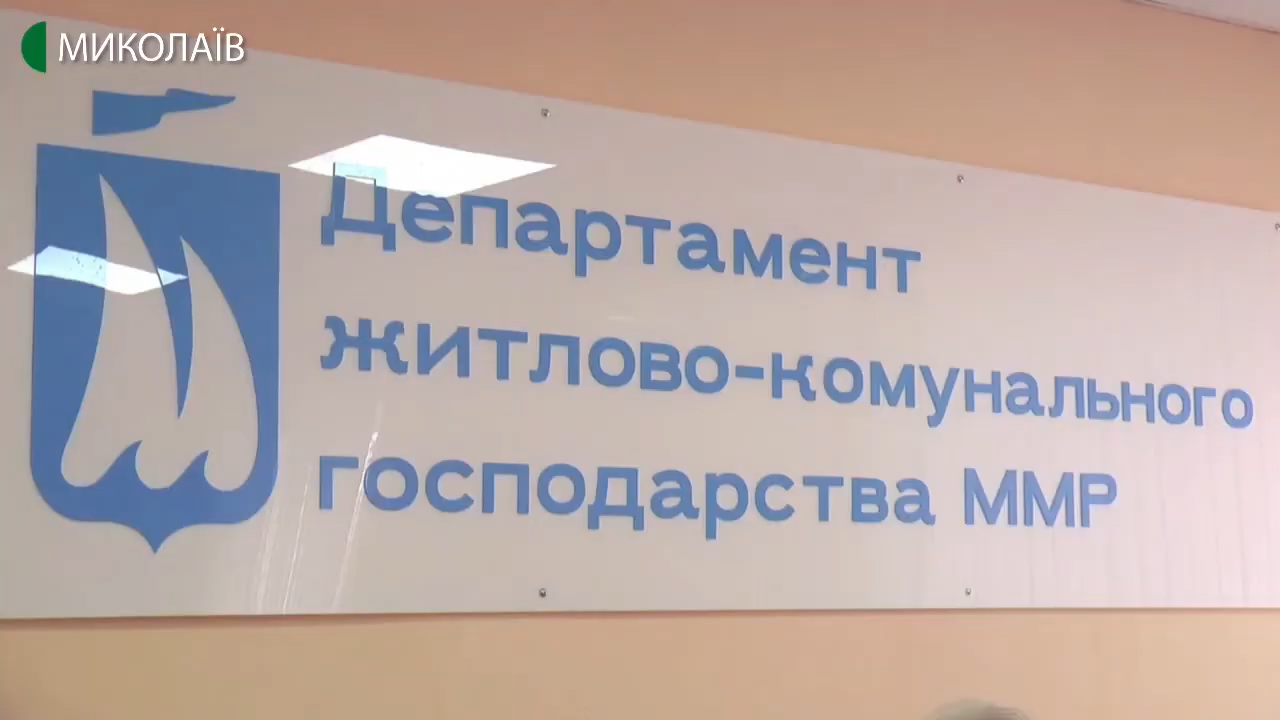 МИКОЛАЇВ
Департамент
житлово-комунального
господарства ММР